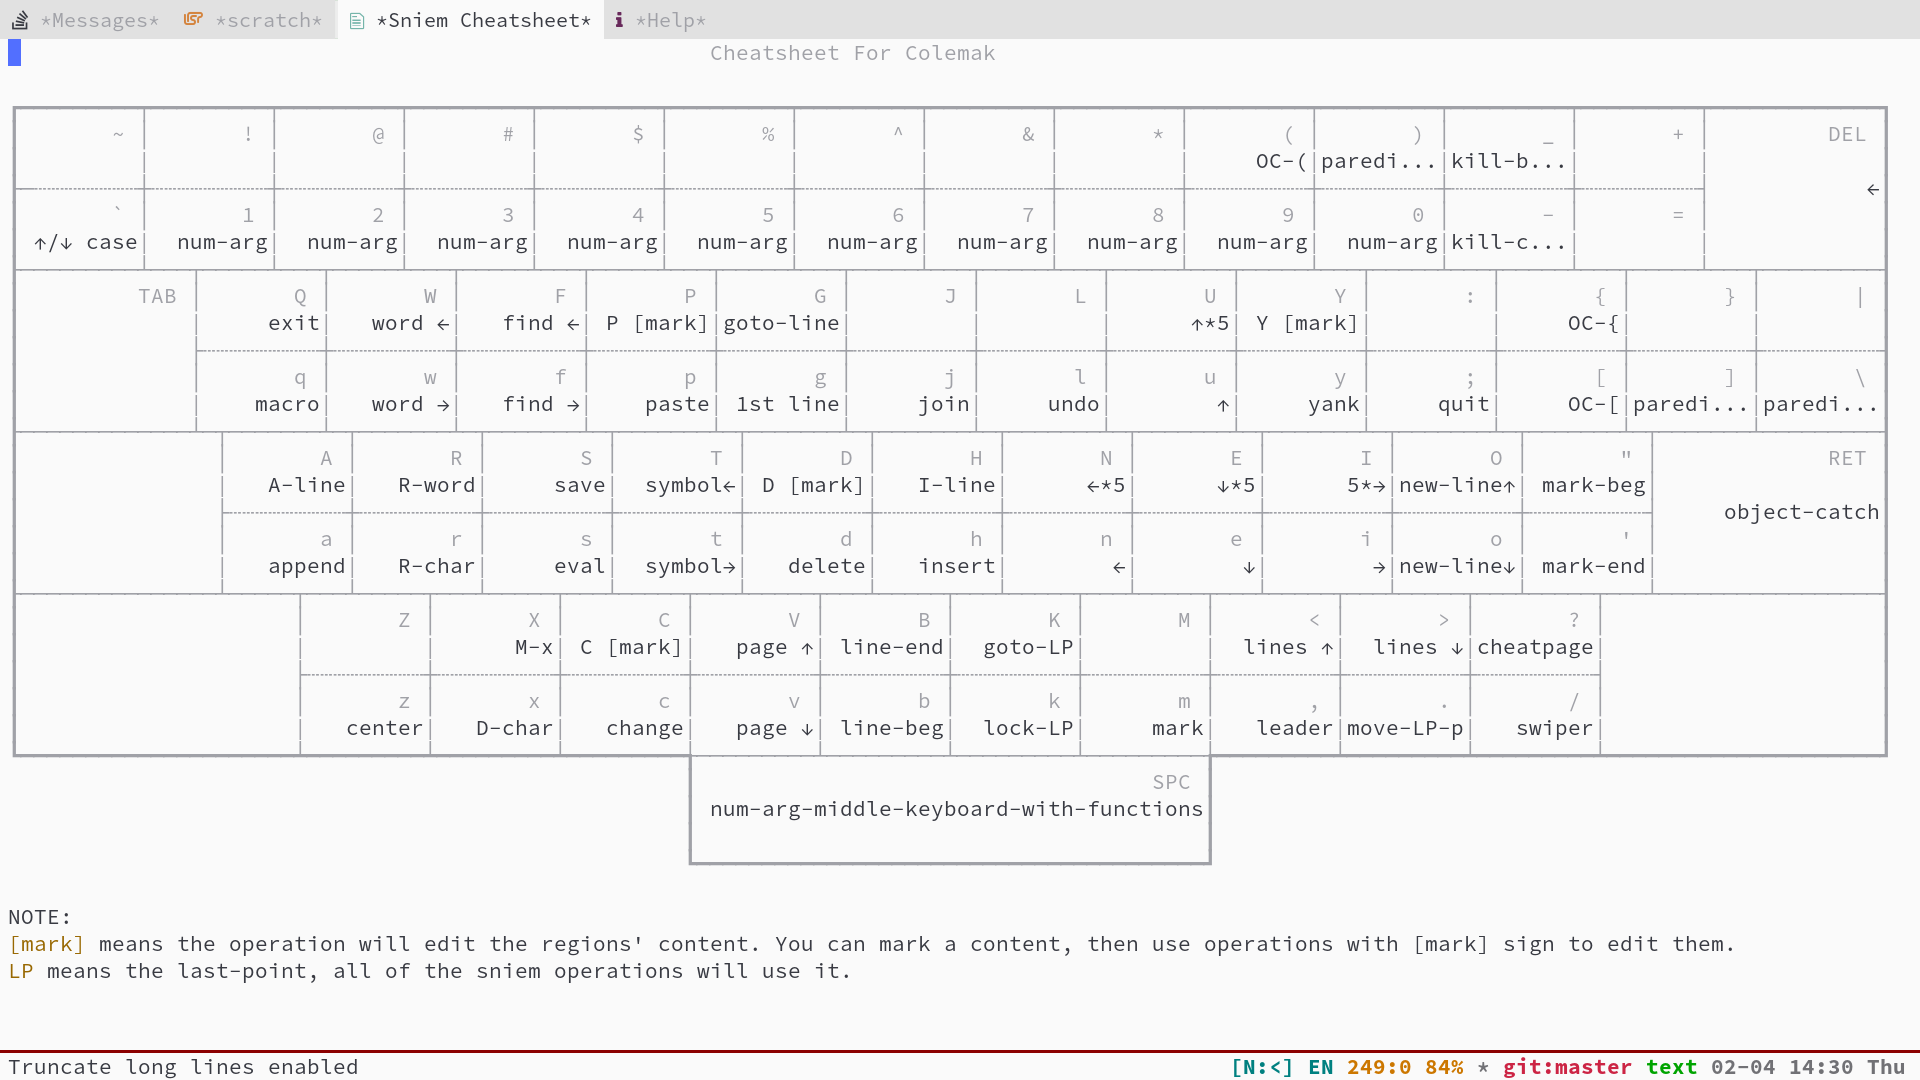 *Messages* *scratch* *Sniem Cheatsheet* i *Help*
Cheatsheet For Colemak
~ ! @ # $ % ^ & * ( ) _ + DEL
OC-( paredi... kill-b...
←
` 1 2 3 4 5 6 7 8 9 0 - =
↑/↓ case num-arg num-arg num-arg num-arg num-arg num-arg num-arg num-arg num-arg num-arg kill-c...
TAB Q W F P G J L U Y : { } |
exit word ← find ← P [mark] goto-line ↑*5 Y [mark] OC-{
q w f p g j l u y ; [ ] \
macro word → find → paste 1st line join undo ↑ yank quit OC-[ paredi... paredi...
A R S T D H N E I O " RET
A-line R-word save symbol← D [mark] I-line ←*5 ↓*5 5*→ new-line↑ mark-beg
object-catch
a r s t d h n e i o '
append R-char eval symbol→ delete insert ← ↓ → new-line↓ mark-end
Z X C V B K M < > ?
M-x C [mark] page ↑ line-end goto-LP lines ↑ lines ↓ cheatpage
z x c v b k m , . /
center D-char change page ↓ line-beg lock-LP mark leader move-LP-p swiper
SPC
num-arg-middle-keyboard-with-functions
NOTE:
[mark] means the operation will edit the regions' content. You can mark a content, then use operations with [mark] sign to edit them.
LP means the last-point, all of the sniem operations will use it.
Truncate long lines enabled [N:<] EN 249:0 84% * git:master text 02-04 14:30 Thu